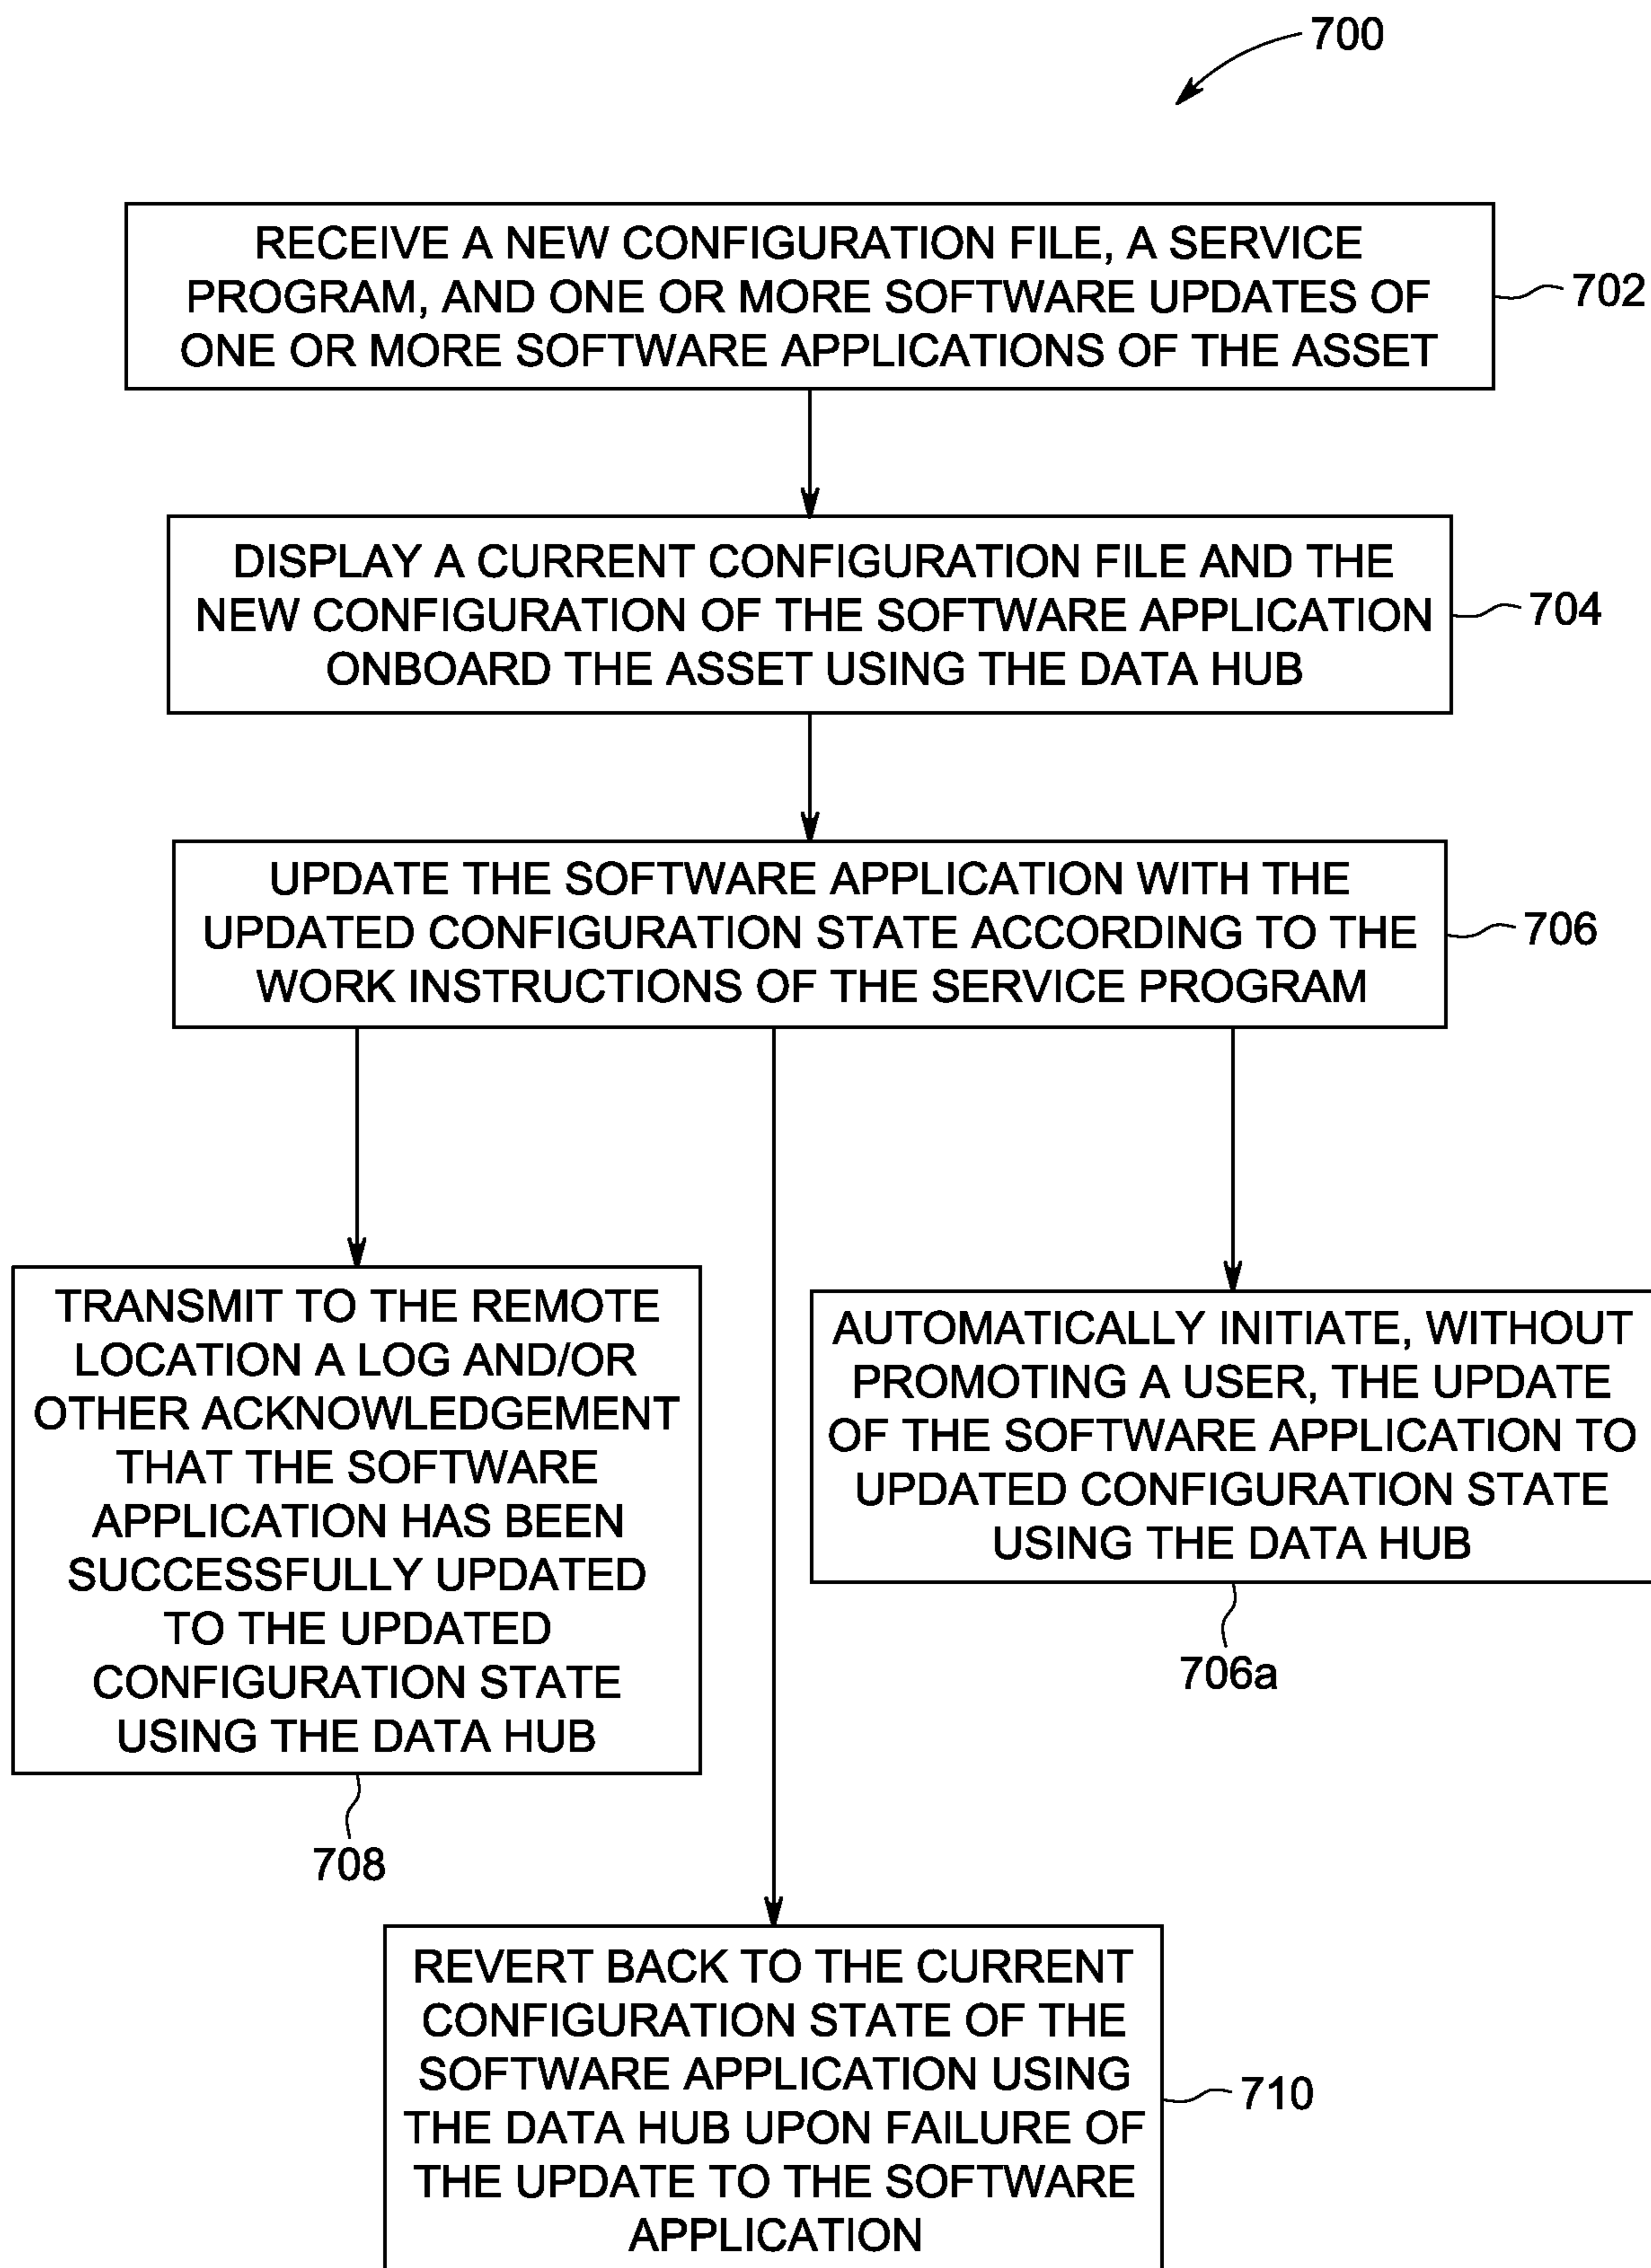 700
RECEIVE A NEW CONFIGURATION FILE, A SERVICE
PROGRAM, AND ONE OR MORE SOFTWARE UPDATES OF
ONE OR MORE SOFTWARE APPLICATIONS OF THE ASSET
702
DISPLAY A CURRENT CONFIGURATION FILE AND THE
NEW CONFIGURATION OF THE SOFTWARE APPLICATION
ONBOARD THE ASSET USING THE DATA HUB
704
UPDATE THE SOFTWARE APPLICATION WITH THE
UPDATED CONFIGURATION STATE ACCORDING TO THE
WORK INSTRUCTIONS OF THE SERVICE PROGRAM
706
TRANSMIT TO THE REMOTE
LOCATION A LOG AND/OR
OTHER ACKNOWLEDGEMENT
THAT THE SOFTWARE
APPLICATION HAS BEEN
SUCCESSFULLY UPDATED
TO THE UPDATED
CONFIGURATION STATE
USING THE DATA HUB
708
AUTOMATICALLY INITIATE, WITHOUT
PROMOTING A USER, THE UPDATE
OF THE SOFTWARE APPLICATION TO
UPDATED CONFIGURATION STATE
USING THE DATA HUB
706a
REVERT BACK TO THE CURRENT
CONFIGURATION STATE OF THE
SOFTWARE APPLICATION USING
THE DATA HUB UPON FAILURE OF
THE UPDATE TO THE SOFTWARE
APPLICATION
710